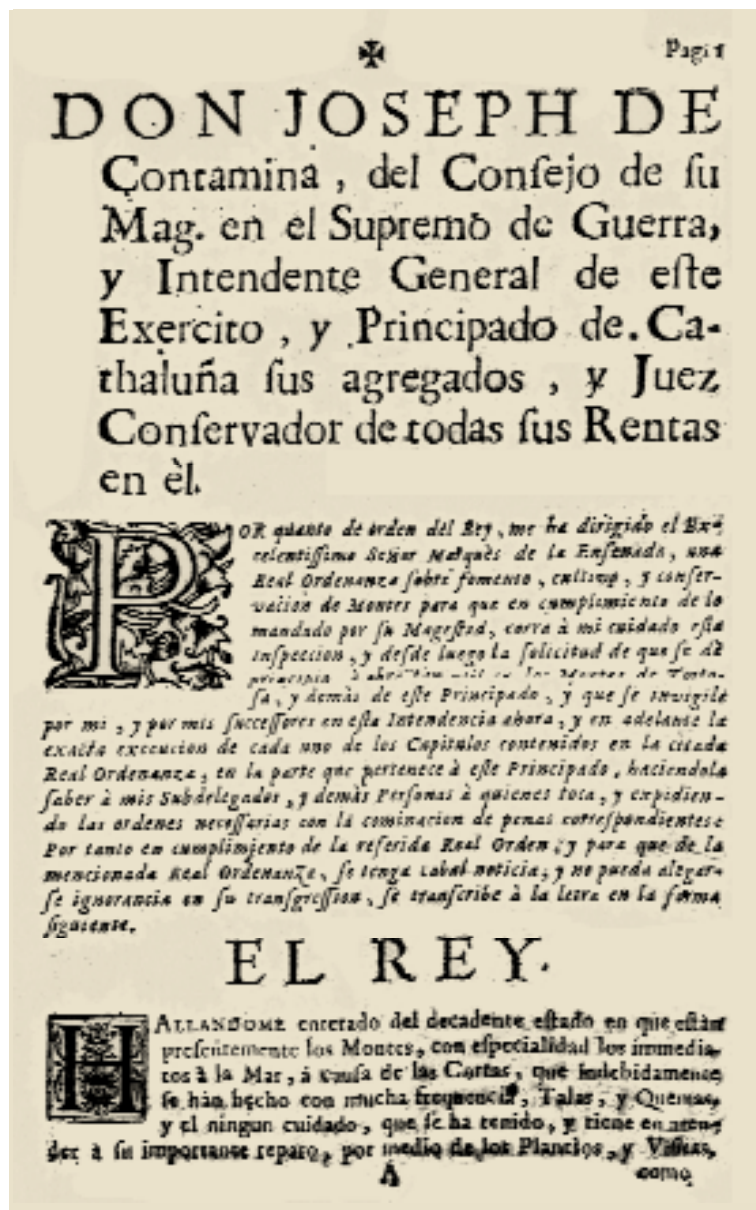 ✠
Pag. 1
DON JOSEPH DE
Contamina, del Conſejo de ſu
Mag. en el Supremo de Guerra,
y Intendente General de eſte
Exercito, y Principado de. Ca-
thaluña ſus agregados, y Juez
Conſervador de todas ſus Rentas
en èl.
POR quanto de orden del Rey, me ha dirigido el Ex-
celentiſſimo Señor Marquès de la Enſenada, una
Real Ordenanza ſobre fomento, cultivo, y conſer-
vacion de Montes para que en cumplimiento de lo
mandado por ſu Mageſtad, corra à mi cuidado eſta
inſpeccion, y deſde luego la ſolicitud de que ſe dè
principio à los Montes de Torto-
ſa, y demàs de eſte Principado, y que ſe invigile
por mi, y por mis ſucceſſores en eſta Intendencia ahora, y en adelante la
exacta execucion de cada uno de los Capitulos contenidos en la citada
Real Ordenanza, en la parte que pertenece à eſte Principado, haciendola
ſaber à mis Subdelegados, y demàs Perſonas à quienes toca, y expidien-
do las ordenes neceſſarias con la cominacion de penas correſpondientes:
Por tanto en cumplimiento de la referida Real Orden, y para que de la
mencionada Real Ordenanza, ſe tenga cabal noticia, y no pueda alegar-
ſe ignorancia en ſu tranſgreſſion, ſe tranſcribe à la letra en la forma
ſiguiente.
EL REY.
HALLANDOME enterado del decadente eſtado en que eſtàn
preſentemente los Montes, con eſpecialidad los immedia-
tos à la Mar, à cauſa de las Cortas, que indebidamente
ſe hàn hecho con mucha frequencia, Talas, y Quemas,
y el ningun cuidado, que ſe ha tenido, y tiene en aten-
der à ſu importante reparo, por medio de los Plantios, y Viſitas,
A
como